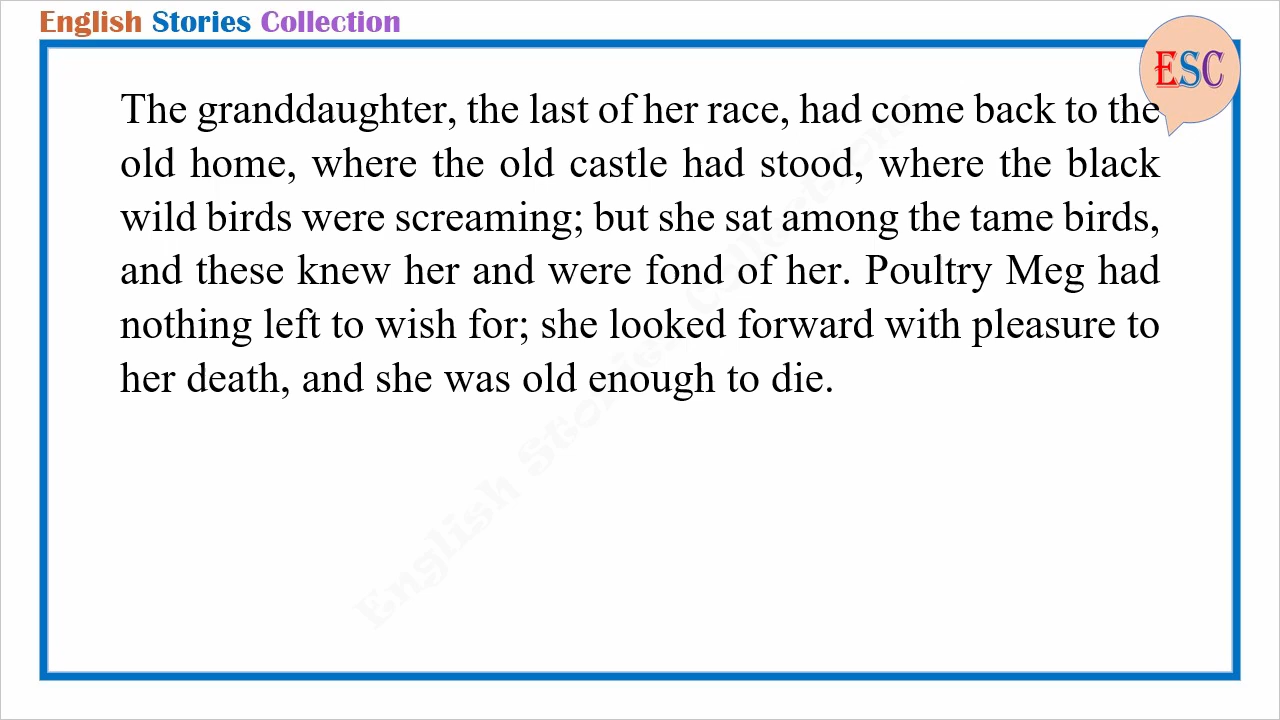 English Stories Collection
ESC
The granddaughter, the last of her race, had come back to the
old home, where the old castle had stood, where the black
wild birds were screaming; but she sat among the tame birds,
and these knew her and were fond of her. Poultry Meg had
nothing left to wish for; she looked forward with pleasure to
her death, and she was old enough to die.
English Stories Collection